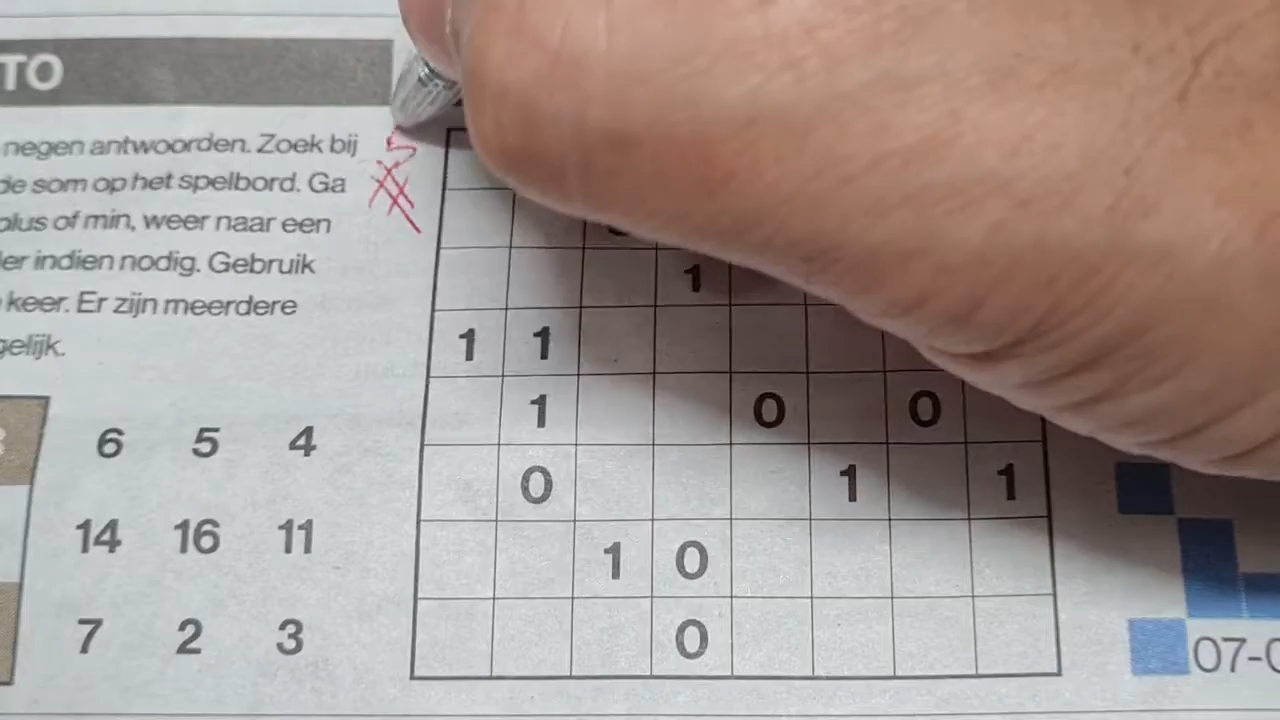 TO
negen antwoorden. Zoek bij
de som op het spelbord. Ga
plus of min, weer naar een
indien nodig. Gebruik
keer. Er zijn meerdere
6 5 4
14 16 11
7 2 3
5
1
1 1
1 0 0
0 1 1
1 0
0
07-0